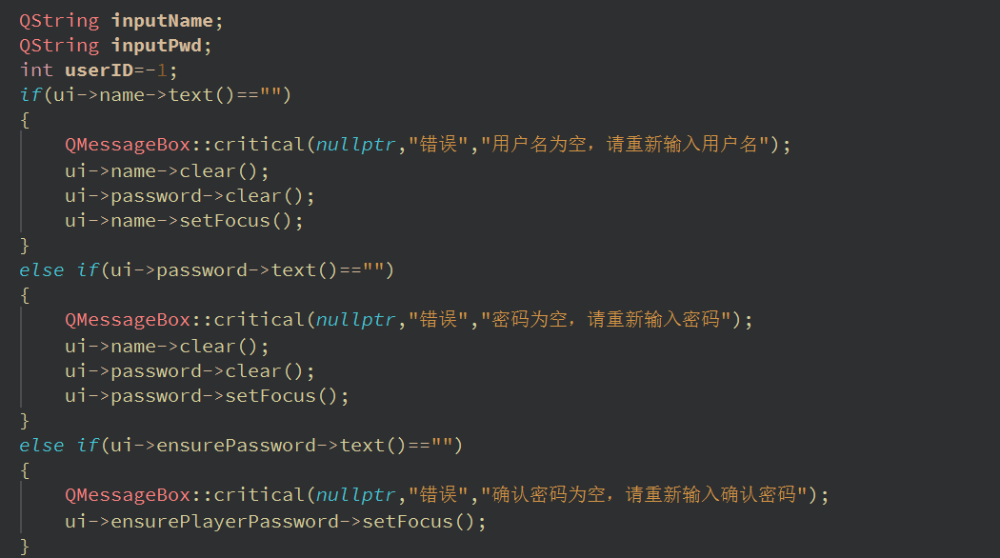 QString inputName;
QString inputPwd;
int userID=-1;
if(ui->name->text()=="")
{
    QMessageBox::critical(nullptr,"错误","用户名为空，请重新输入用户名");
    ui->name->clear();
    ui->password->clear();
    ui->name->setFocus();
}
else if(ui->password->text()=="")
{
    QMessageBox::critical(nullptr,"错误","密码为空，请重新输入密码");
    ui->name->clear();
    ui->password->clear();
    ui->password->setFocus();
}
else if(ui->ensurePassword->text()=="")
{
    QMessageBox::critical(nullptr,"错误","确认密码为空，请重新输入确认密码");
    ui->ensurePlayerPassword->setFocus();
}